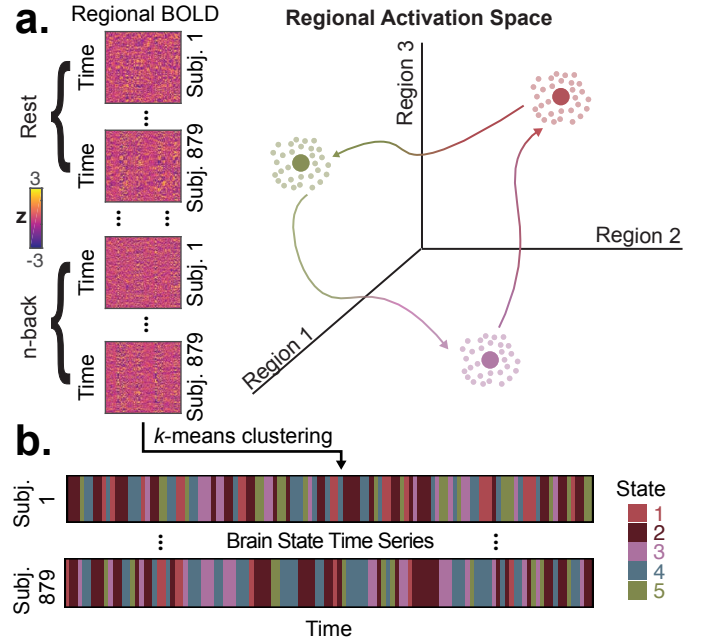 a.
Regional BOLD
Regional Activation Space
Rest
Time
Subj. 1
...
Time
Subj. 879
... ...
3
z
-3
n-back
Time
Subj. 1
...
Time
Subj. 879
Region 3
Region 2
Region 1
b.
k-means clustering
Subj.
1
... Brain State Time Series ...
Subj.
879
Time
State
1
2
3
4
5